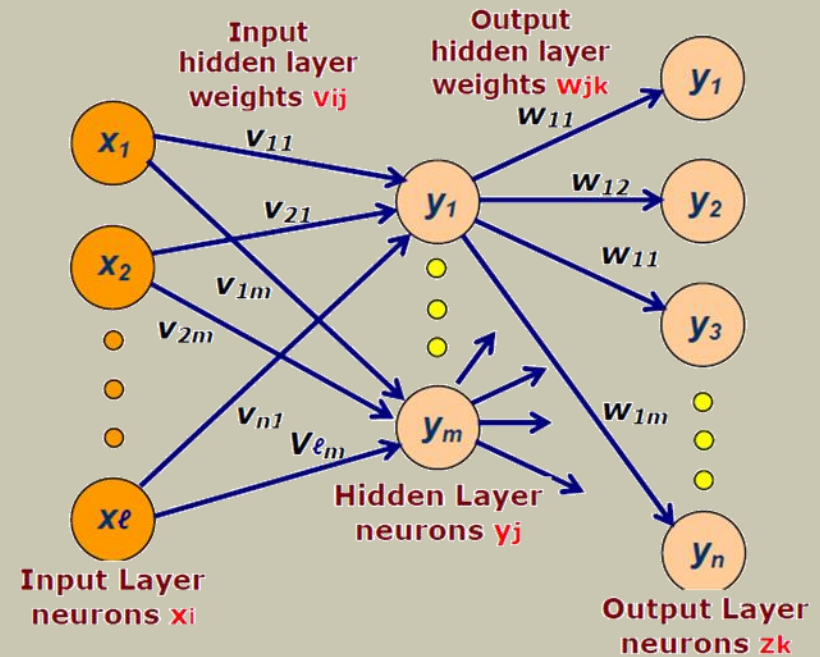 Input
hidden layer
weights vij
Output
hidden layer
weights wjk
x1
v11
w11
y1
v21
y1
w12
y2
x2
v1m
w11
v2m
y3
vn1
w1m
Vℓm
ym
xℓ
Hidden Layer
neurons yj
yn
Input Layer
neurons xi
Output Layer
neurons zk